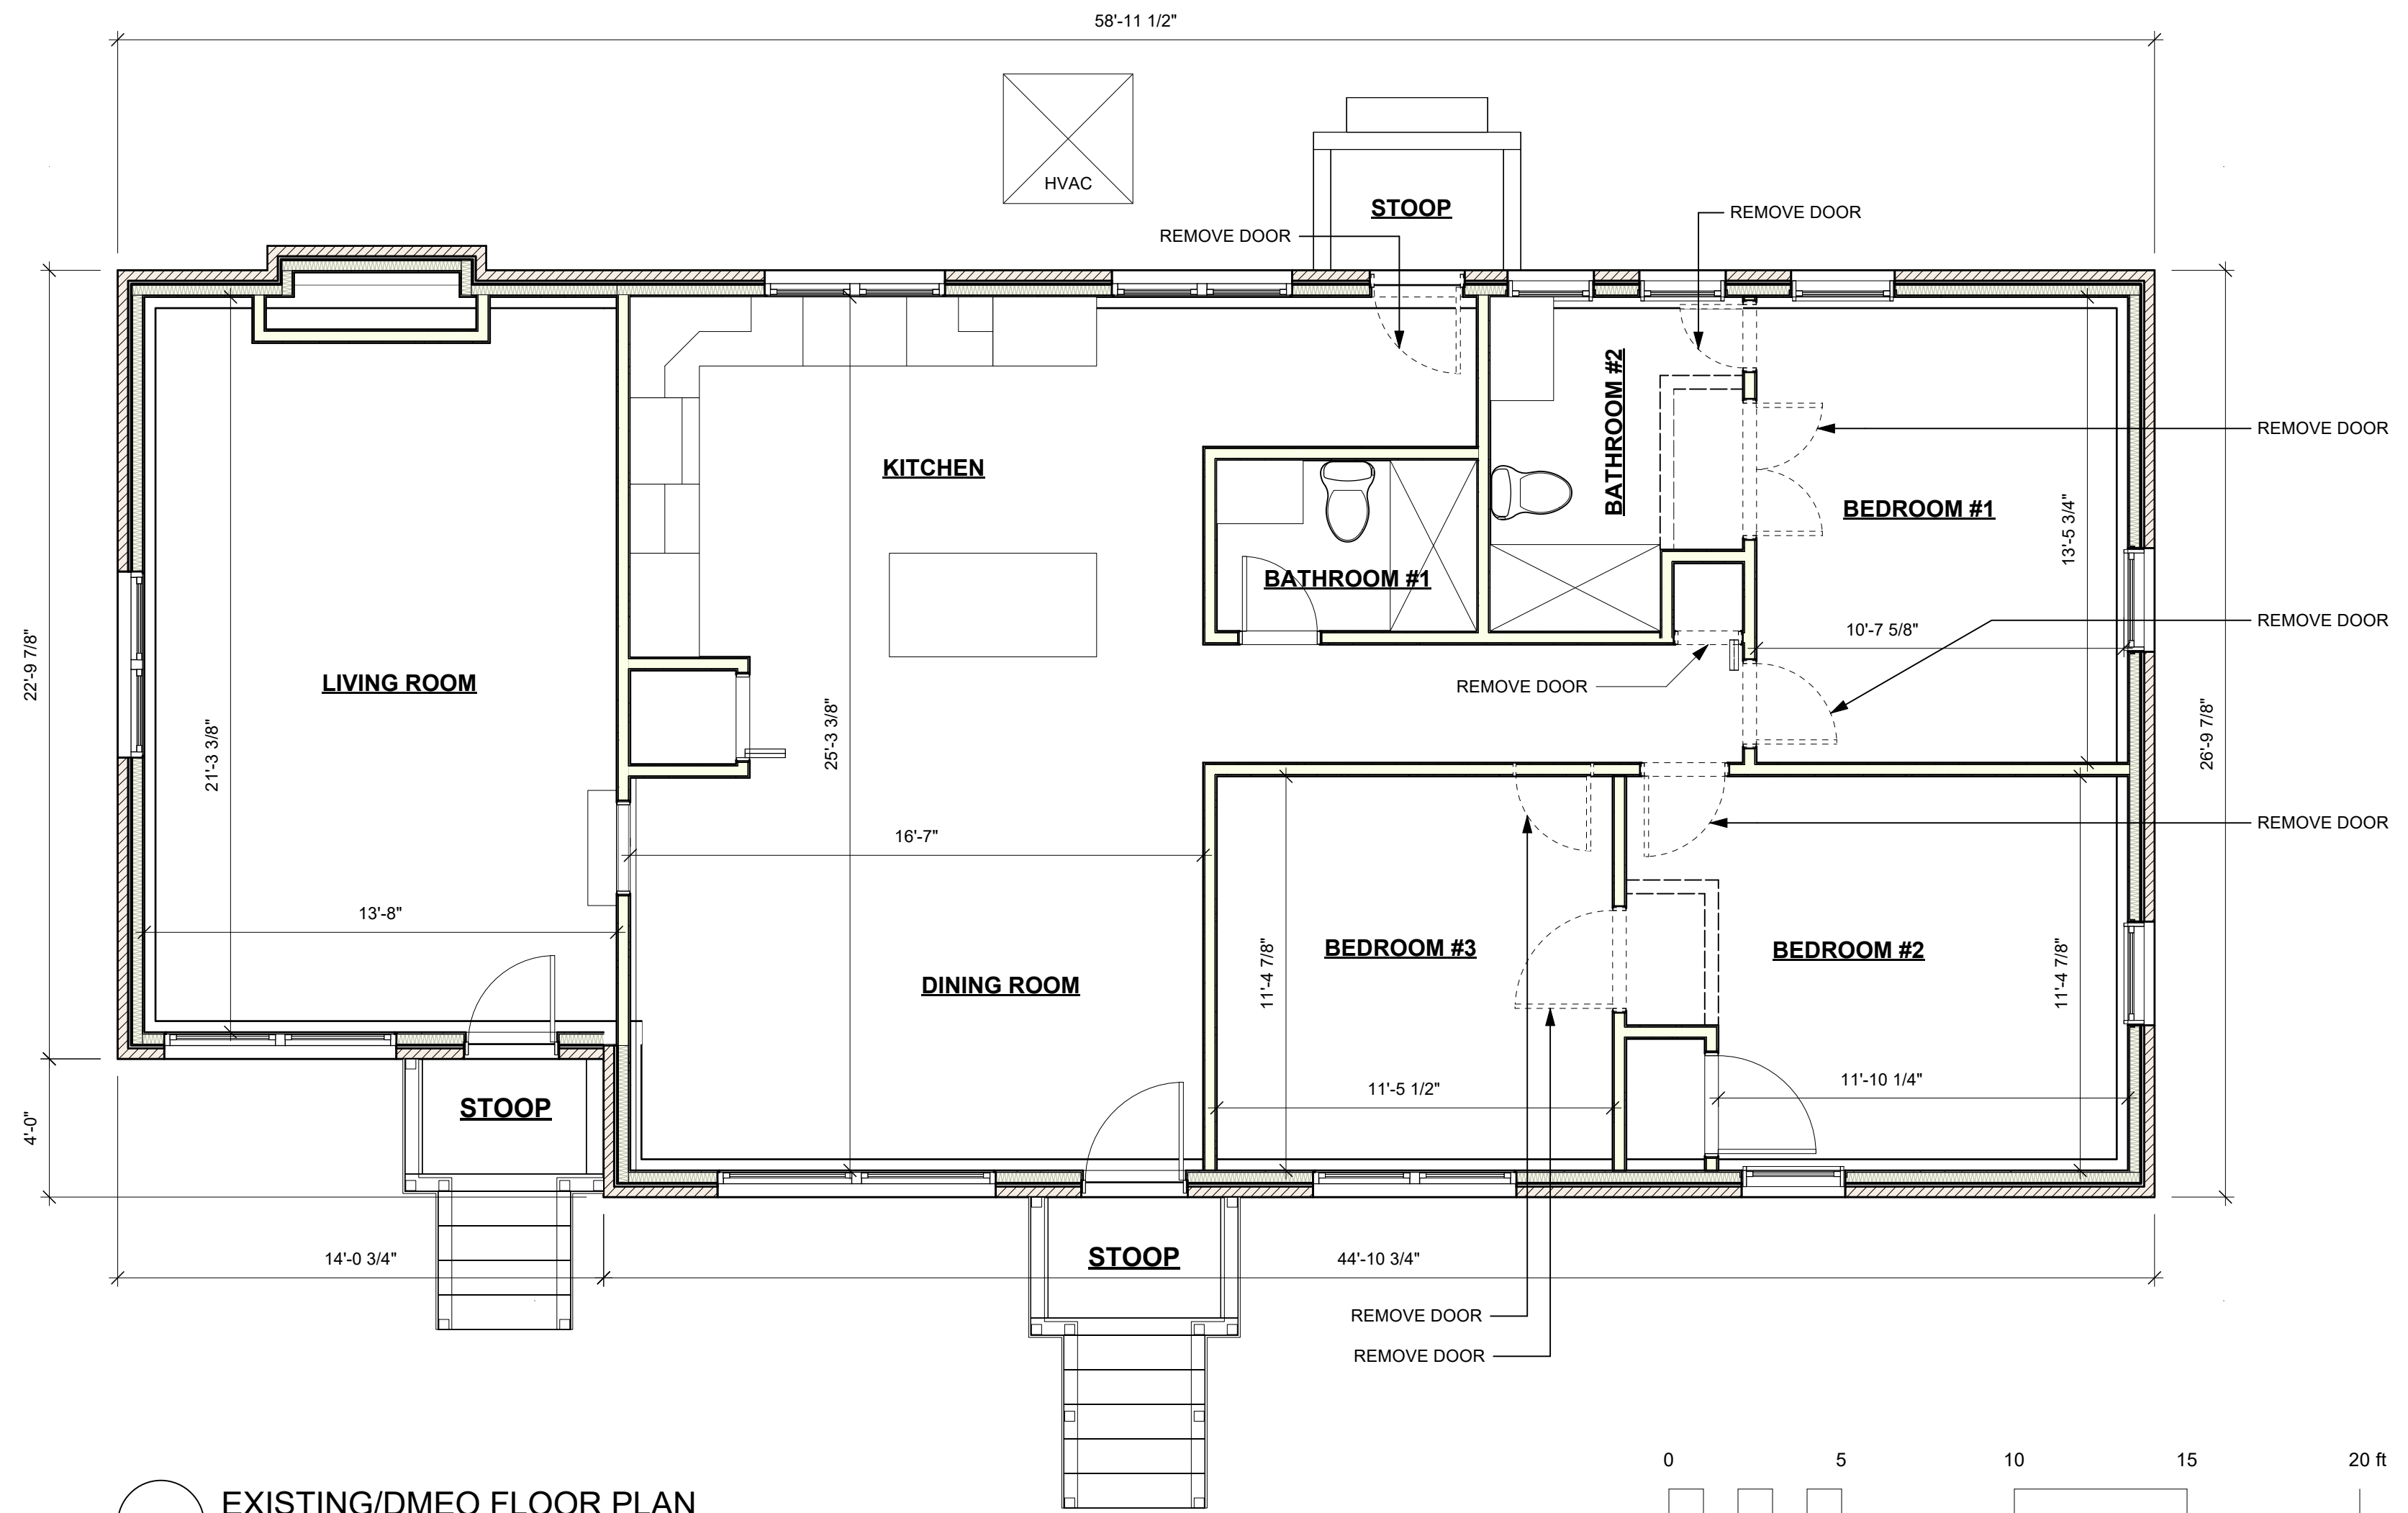 58'-11 1/2"
HVAC
STOOP
REMOVE DOOR
REMOVE DOOR
BATHROOM #2
REMOVE DOOR
KITCHEN
BEDROOM #1
13'-5 3/4"
BATHROOM #1
10'-7 5/8"
REMOVE DOOR
22'-9 7/8"
LIVING ROOM
REMOVE DOOR
21'-3 3/8"
25'-3 3/8"
26'-9 7/8"
16'-7"
REMOVE DOOR
13'-8"
BEDROOM #3
BEDROOM #2
11'-4 7/8"
11'-4 7/8"
DINING ROOM
11'-5 1/2"
11'-10 1/4"
STOOP
4'-0"
14'-0 3/4"
STOOP
44'-10 3/4"
REMOVE DOOR
REMOVE DOOR
0 5 10 15 20 ft
EXISTING/DMEO FLOOR PLAN